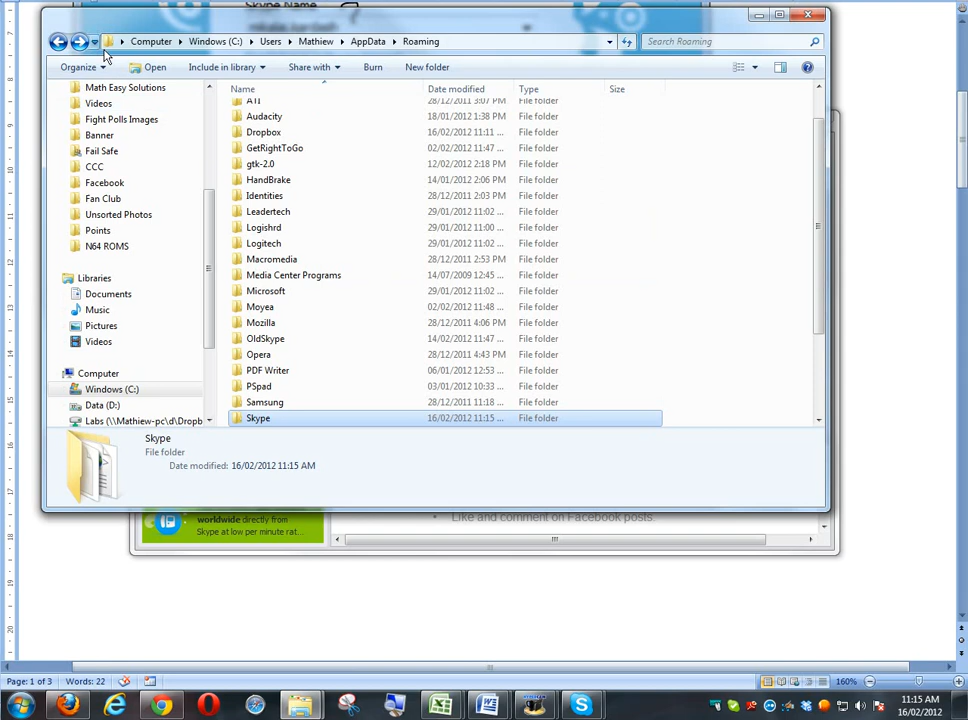 Skype Name
Computer Windows (C:) Users Mathiew AppData Roaming
Search Roaming
Organize Open Include in library Share with Burn New folder
Name Date modified Type Size
Math Easy Solutions
Videos
Fight Polls Images
Banner
Fail Safe
CCC
Facebook
Fan Club
Unsorted Photos
Points
N64 ROMS
Libraries
Documents
Music
Pictures
Videos
Computer
Windows (C:)
Data (D:)
Labs (\\Mathiew-pc\d\Dropb
ATI 28/12/2011 3:07 PM File folder
Audacity 18/01/2012 1:38 PM File folder
Dropbox 16/02/2012 11:11 ... File folder
GetRightToGo 02/02/2012 11:47 ... File folder
gtk-2.0 12/02/2012 2:18 PM File folder
HandBrake 14/01/2012 2:06 PM File folder
Identities 28/12/2011 2:03 PM File folder
Leadertech 29/01/2012 11:02 ... File folder
Logishrd 29/01/2012 11:00 ... File folder
Logitech 29/01/2012 11:02 ... File folder
Macromedia 28/12/2011 2:53 PM File folder
Media Center Programs 14/07/2009 12:45 ... File folder
Microsoft 29/01/2012 11:02 ... File folder
Moyea 02/02/2012 11:48 ... File folder
Mozilla 28/12/2011 4:06 PM File folder
OldSkype 14/02/2012 11:47 ... File folder
Opera 28/12/2011 4:43 PM File folder
PDF Writer 06/01/2012 12:53 ... File folder
PSpad 03/01/2012 10:33 ... File folder
Samsung 28/12/2011 11:18 ... File folder
Skype 16/02/2012 11:15 ... File folder
Skype
File folder
Date modified: 16/02/2012 11:15 AM
worldwide directly from
Skype at low per minute rat...
• Like and comment on Facebook posts.
Page: 1 of 3 Words: 22 160%
11:15 AM
16/02/2012